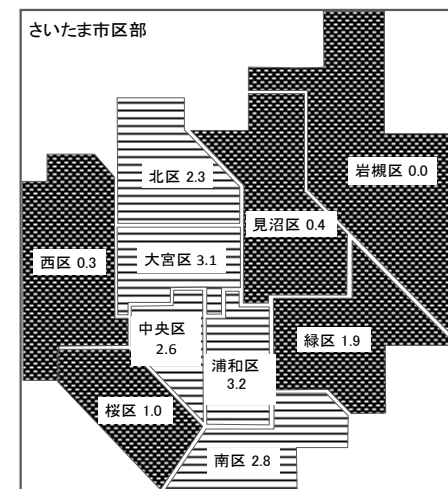 さいたま市区部
北区 2.3
岩槻区 0.0
見沼区 0.4
西区 0.3
大宮区 3.1
中央区
2.6
緑区 1.9
浦和区
3.2
桜区 1.0
南区 2.8